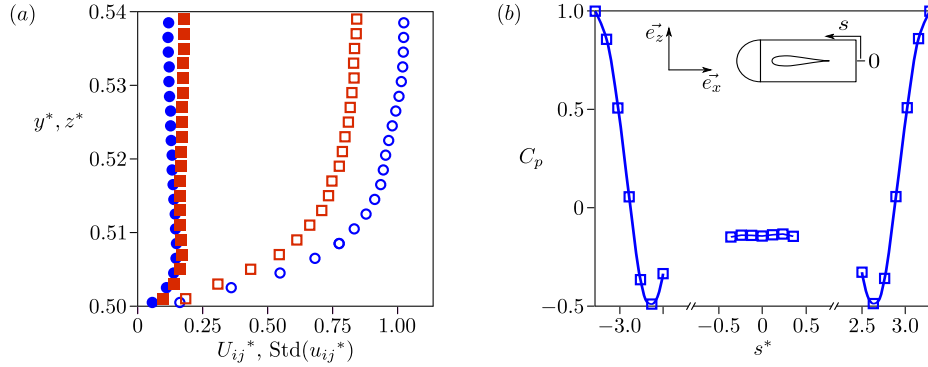 (a)
0.54
0.53
0.52
0.51
0.50
y*, z*
0 0.25 0.50 0.75 1.00
U_ij*, Std(u_ij*)
(b)
1.0
0.5
0
−0.5
C_p
e_z
e_x
s
0
−3.0 −0.5 0 0.5 2.5 3.0
s*